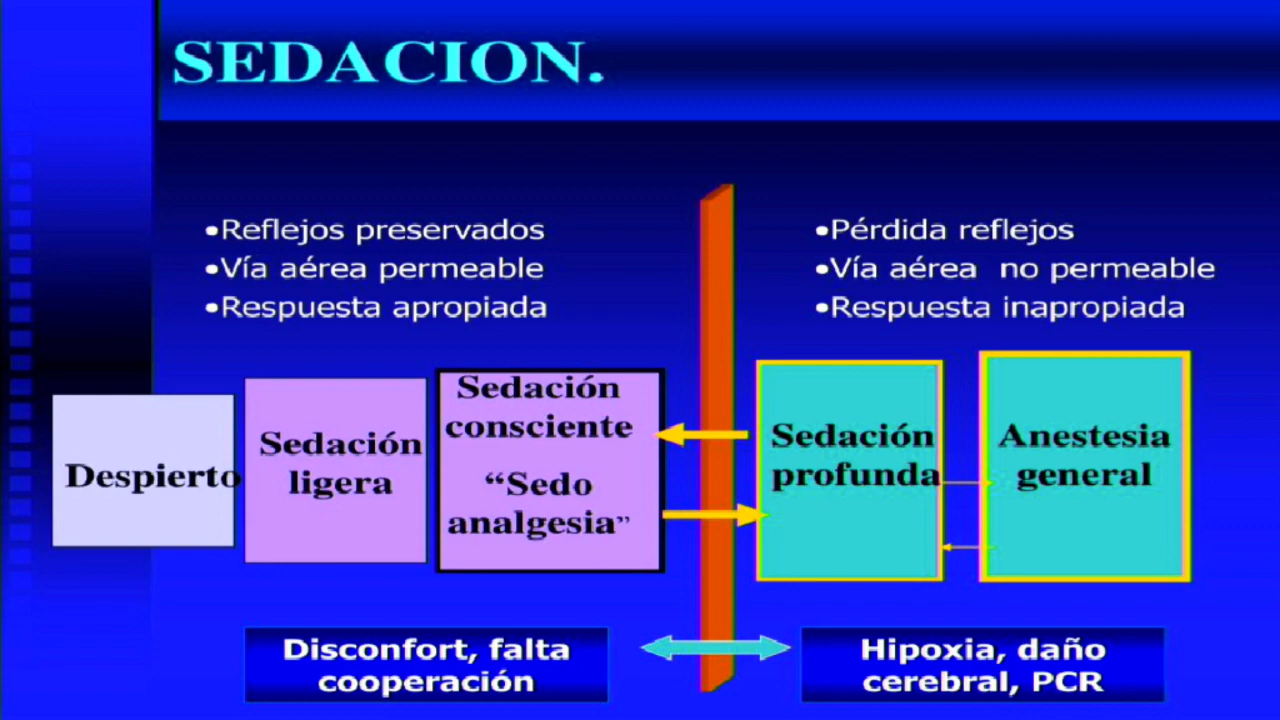 SEDACION.
•Reflejos preservados
•Vía aérea permeable
•Respuesta apropiada
•Pérdida reflejos
•Vía aérea no permeable
•Respuesta inapropiada
Despierto
Sedación
ligera
Sedación
consciente
“Sedo
analgesia”
Sedación
profunda
Anestesia
general
Disconfort, falta
cooperación
Hipoxia, daño
cerebral, PCR